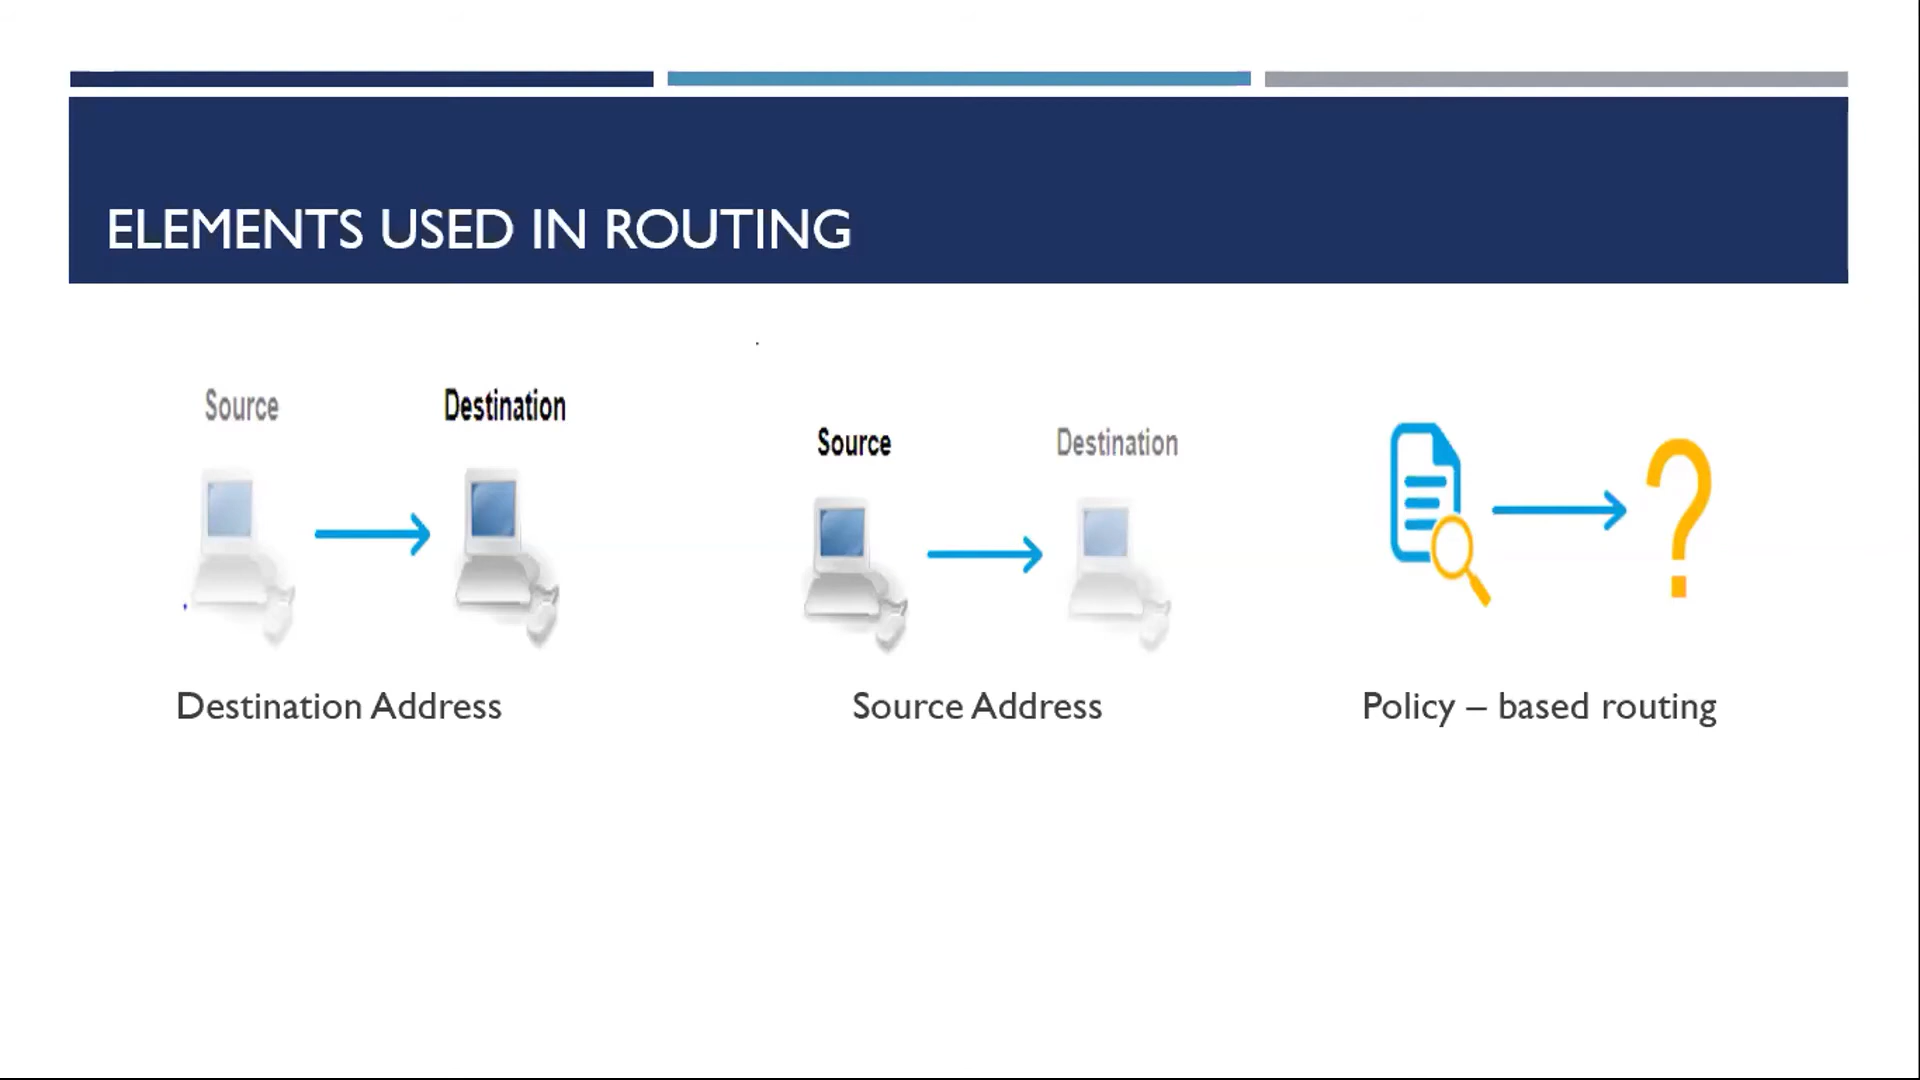 ELEMENTS USED IN ROUTING
Source
Destination
Source
Destination
Destination Address
Source Address
Policy – based routing